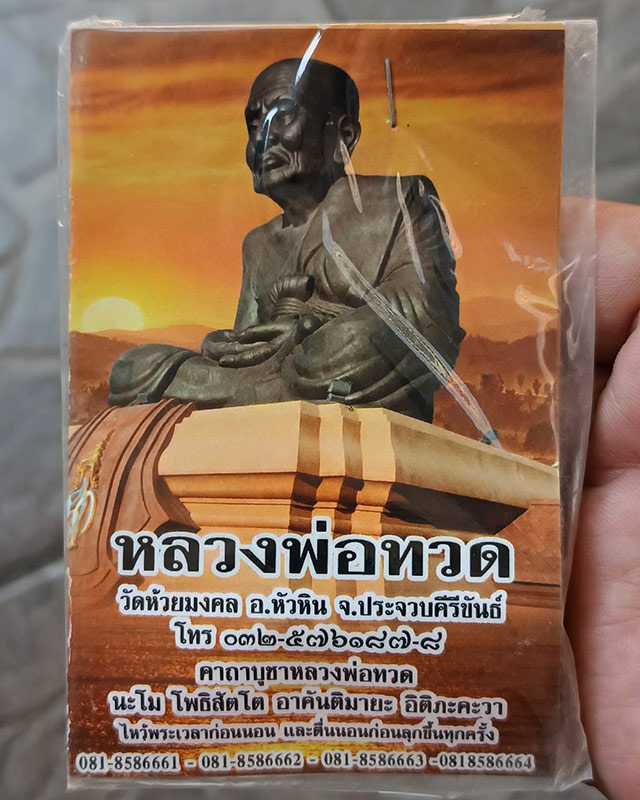 หลวงพ่อทวด
วัดห้วยมงคล อ.หัวหิน จ.ประจวบคีรีขันธ์
โทร ๐๓๒-๕๗๖๑๘๗-๘
คาถาบูชาหลวงพ่อทวด
นะโม โพธิสัตโต อาคันติมายะ อิติภะคะวา
ไหว้พระเวลาก่อนนอน และตื่นนอนก่อนลุกขึ้นทุกครั้ง
081-8586661 - 081-8586662 - 081-8586663 -0818586664